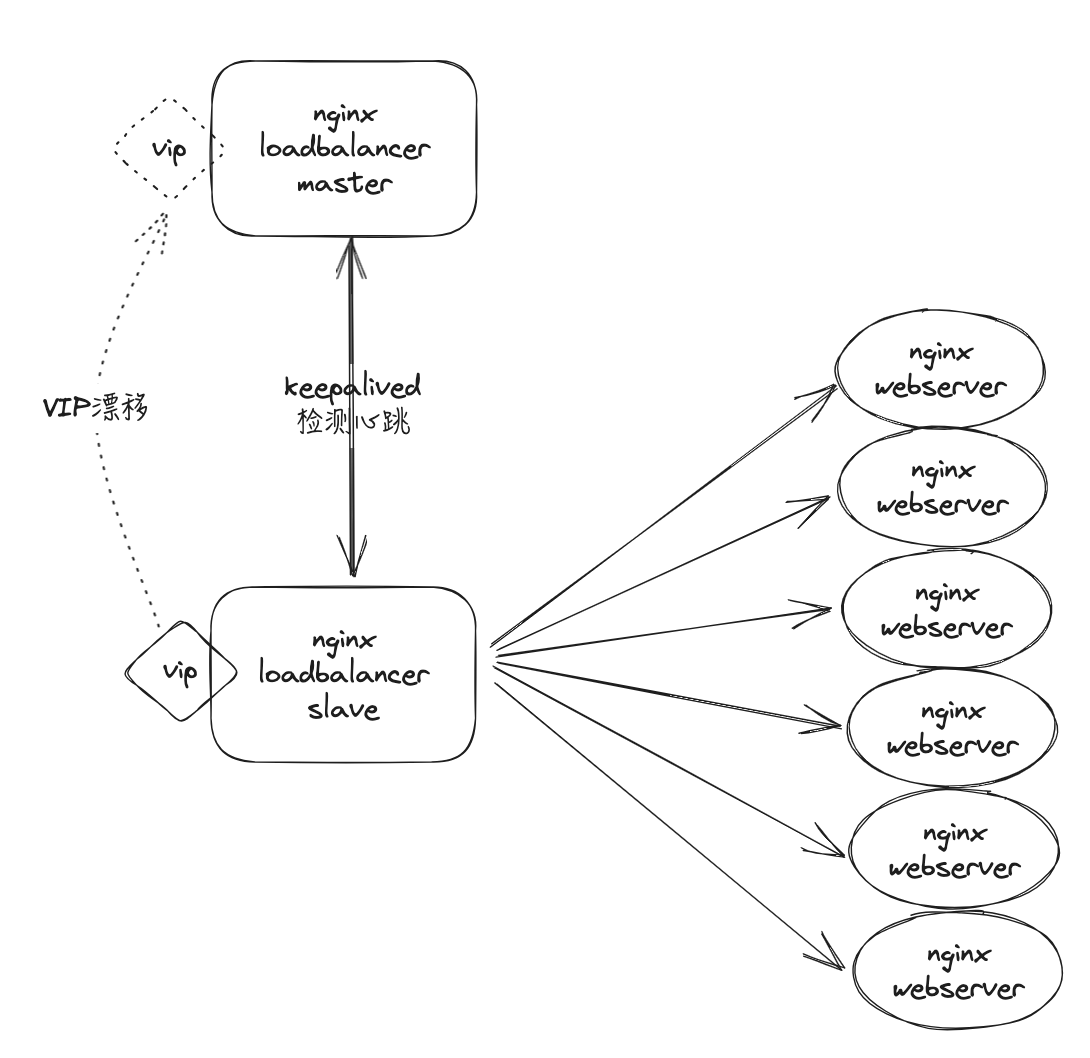 nginx
loadbalancer
master
vip
keepalived
检测心跳
VIP漂移
nginx
loadbalancer
slave
vip
nginx
webserver
nginx
webserver
nginx
webserver
nginx
webserver
nginx
webserver
nginx
webserver